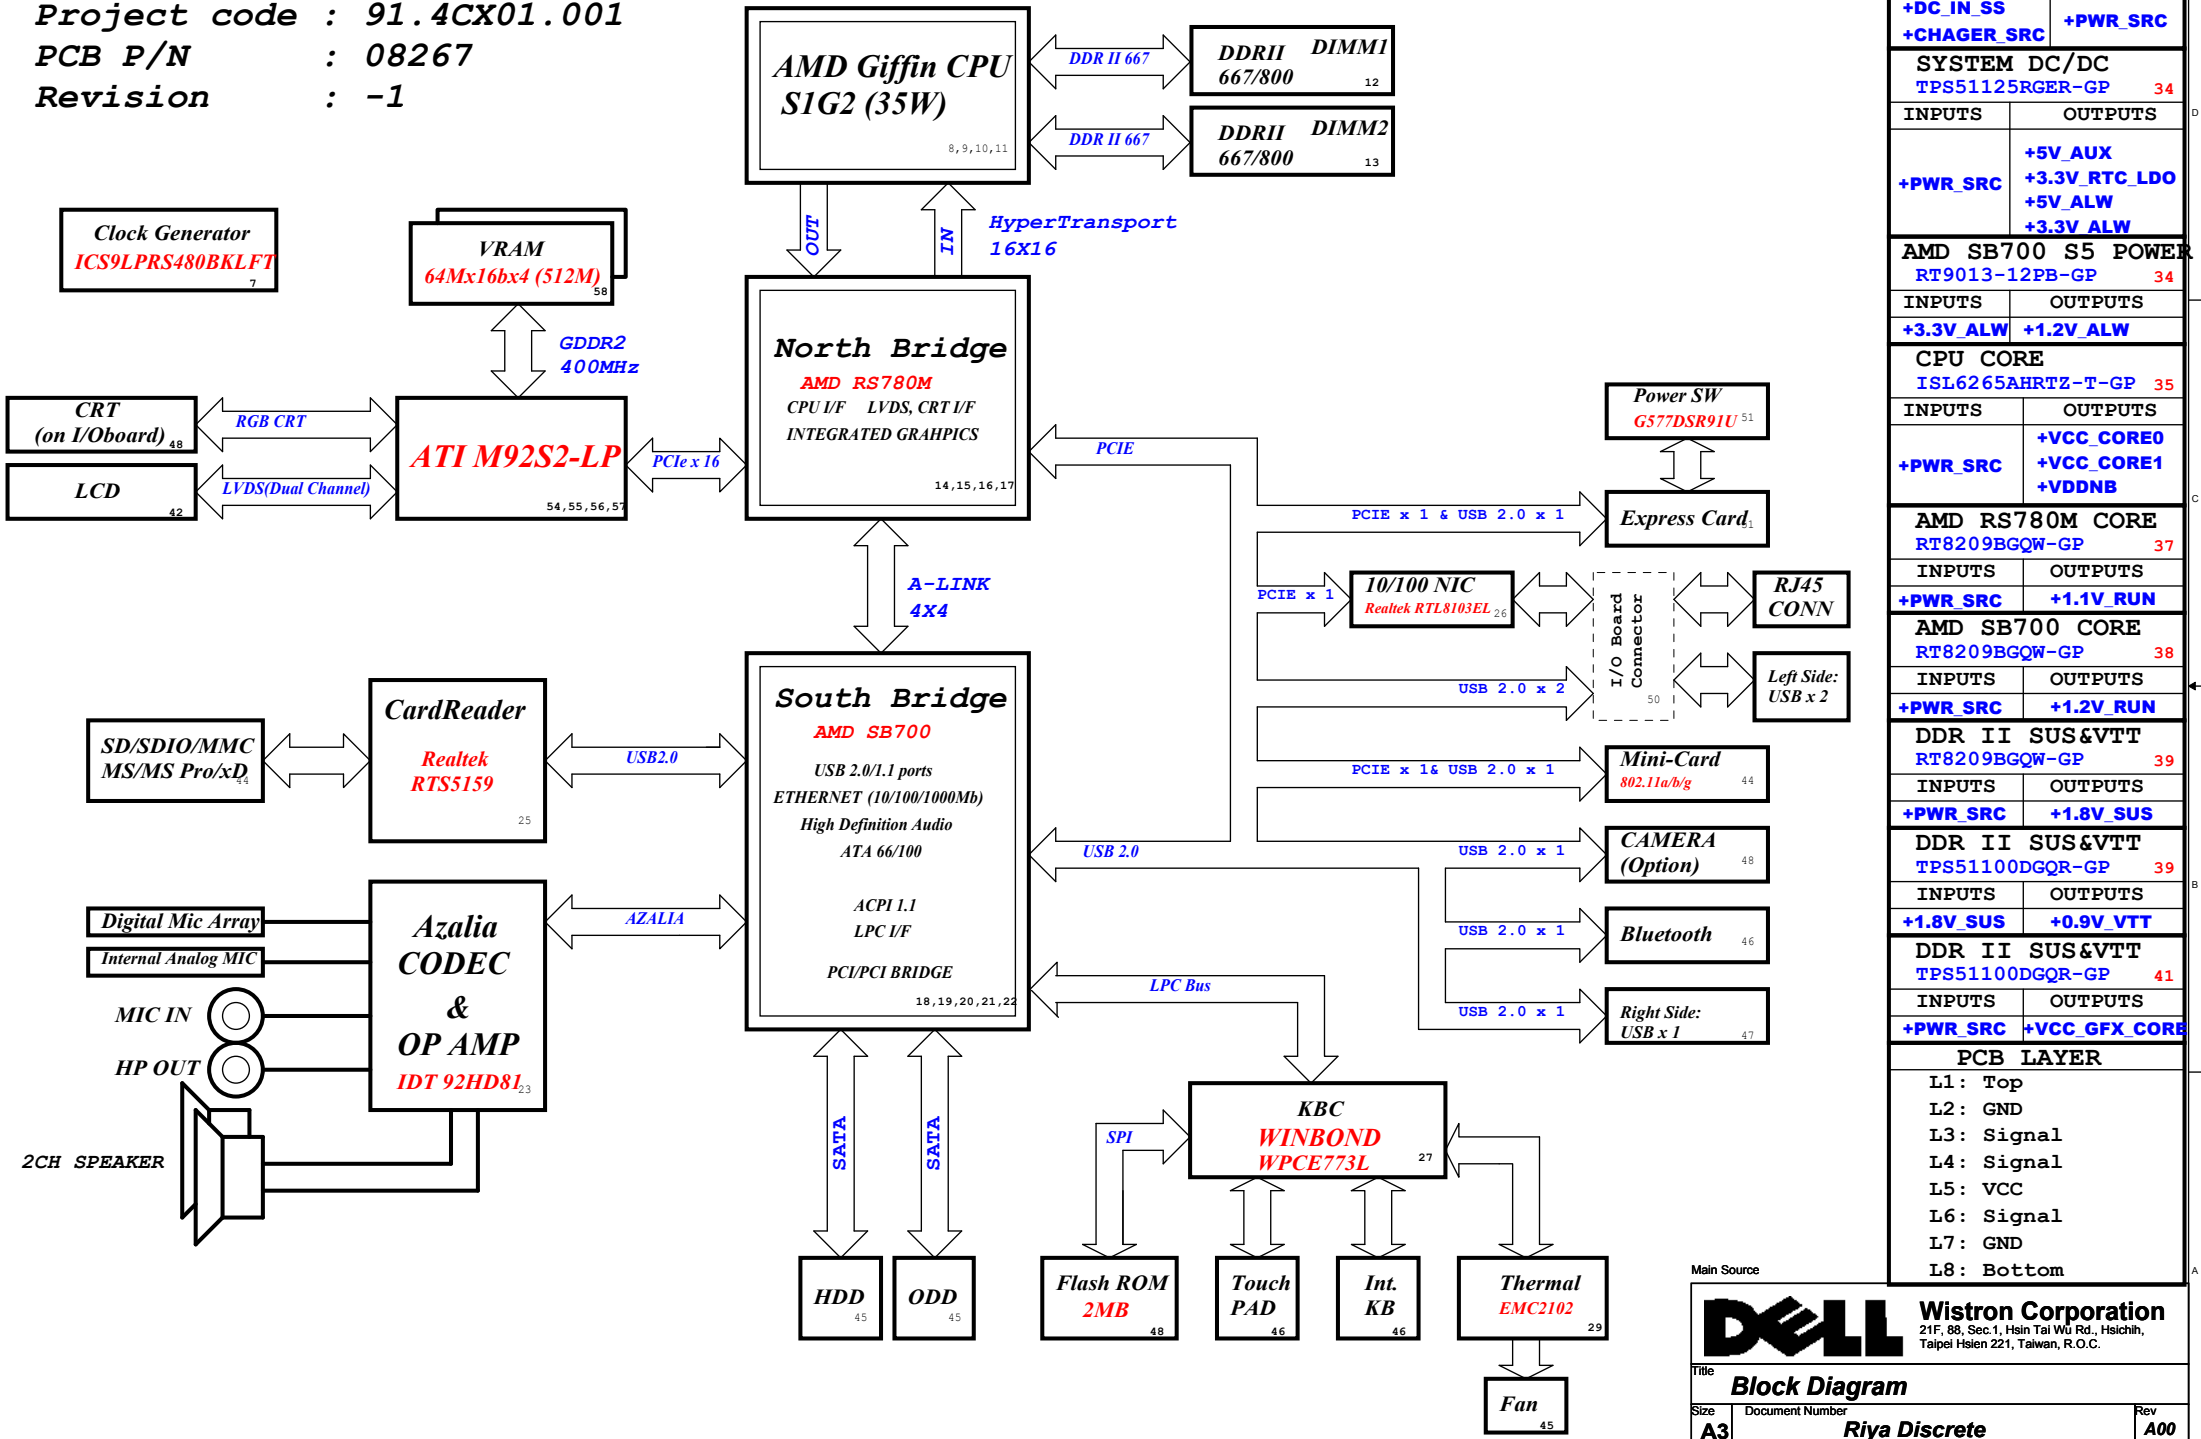 Project code : 91.4CX01.001
PCB P/N : 08267
Revision : -1
AMD Giffin CPU
S1G2 (35W)
8,9,10,11
DDR II 667
DDRII DIMM1
667/800
12
DDR II 667
DDRII DIMM2
667/800
13
OUT
IN
HyperTransport
16X16
Clock Generator
ICS9LPRS480BKLFT
7
VRAM
64Mx16bx4 (512M)
58
GDDR2
400MHz
CRT
(on I/Oboard)
48
RGB CRT
LCD
42
LVDS(Dual Channel)
ATI M92S2-LP
54,55,56,57
PCIe x 16
North Bridge
AMD RS780M
CPU I/F LVDS, CRT I/F
INTEGRATED GRAHPICS
14,15,16,17
PCIE
Power SW
G577DSR91U
51
PCIE x 1 & USB 2.0 x 1
Express Card
51
A-LINK
4X4
PCIE x 1
10/100 NIC
Realtek RTL8103EL
26
I/O Board
Connector
50
RJ45
CONN
USB 2.0 x 2
Left Side:
USB x 2
SD/SDIO/MMC
MS/MS Pro/xD
44
CardReader
Realtek
RTS5159
25
USB2.0
South Bridge
AMD SB700
USB 2.0/1.1 ports
ETHERNET (10/100/1000Mb)
High Definition Audio
ATA 66/100
ACPI 1.1
LPC I/F
PCI/PCI BRIDGE
18,19,20,21,22
USB 2.0
PCIE x 1& USB 2.0 x 1
Mini-Card
802.11a/b/g
44
USB 2.0 x 1
CAMERA
(Option)
48
USB 2.0 x 1
Bluetooth
46
USB 2.0 x 1
Right Side:
USB x 1
47
Digital Mic Array
Internal Analog MIC
MIC IN
HP OUT
2CH SPEAKER
Azalia
CODEC
&
OP AMP
IDT 92HD81
23
AZALIA
LPC Bus
SATA
SATA
HDD
45
ODD
45
SPI
KBC
WINBOND
WPCE773L
27
Flash ROM
2MB
48
Touch
PAD
46
Int.
KB
46
Thermal
EMC2102
29
Fan
45
+DC_IN_SS
+CHAGER_SRC
+PWR_SRC
SYSTEM DC/DC
TPS51125RGER-GP 34
INPUTS OUTPUTS
+PWR_SRC
+5V_AUX
+3.3V_RTC_LDO
+5V_ALW
+3.3V_ALW
AMD SB700 S5 POWER
RT9013-12PB-GP 34
INPUTS OUTPUTS
+3.3V_ALW +1.2V_ALW
CPU CORE
ISL6265AHRTZ-T-GP 35
INPUTS OUTPUTS
+PWR_SRC
+VCC_CORE0
+VCC_CORE1
+VDDNB
AMD RS780M CORE
RT8209BGQW-GP 37
INPUTS OUTPUTS
+PWR_SRC +1.1V_RUN
AMD SB700 CORE
RT8209BGQW-GP 38
INPUTS OUTPUTS
+PWR_SRC +1.2V_RUN
DDR II SUS&VTT
RT8209BGQW-GP 39
INPUTS OUTPUTS
+PWR_SRC +1.8V_SUS
DDR II SUS&VTT
TPS51100DGQR-GP 39
INPUTS OUTPUTS
+1.8V_SUS +0.9V_VTT
DDR II SUS&VTT
TPS51100DGQR-GP 41
INPUTS OUTPUTS
+PWR_SRC +VCC_GFX_CORE
PCB LAYER
L1: Top
L2: GND
L3: Signal
L4: Signal
L5: VCC
L6: Signal
L7: GND
L8: Bottom
D
C
B
A
Main Source
DELL
Wistron Corporation
21F, 88, Sec.1, Hsin Tai Wu Rd., Hsichih,
Taipei Hsien 221, Taiwan, R.O.C.
Title
Block Diagram
Size Document Number Rev
A3 Riya Discrete A00